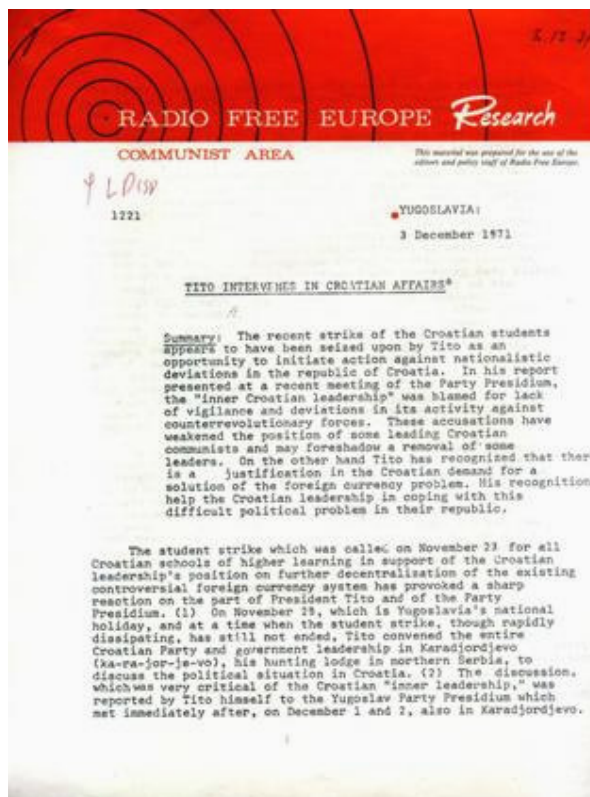 RADIO FREE EUROPE Research
COMMUNIST AREA
This material was prepared for the use of the
editors and policy staff of Radio Free Europe.
1221
YUGOSLAVIA:
3 December 1971
TITO INTERVENES IN CROATIAN AFFAIRS*
Summary: The recent strike of the Croatian students
appears to have been seized upon by Tito as an
opportunity to initiate action against nationalistic
deviations in the republic of Croatia. In his report
presented at a recent meeting of the Party Presidium,
the "inner Croatian leadership" was blamed for lack
of vigilance and deviations in its activity against
counterrevolutionary forces. These accusations have
weakened the position of some leading Croatian
communists and may foreshadow a removal of some
leaders. On the other hand Tito has recognized that ther
is a justification in the Croatian demand for a
solution of the foreign currency problem. His recognition
help the Croatian leadership in coping with this
difficult political problem in their republic.
The student strike which was called on November 23 for all
Croatian schools of higher learning in support of the Croatian
leadership's position on further decentralization of the existing
controversial foreign currency system has provoked a sharp
reaction on the part of President Tito and of the Party
Presidium. (1) On November 29, which is Yugoslavia's national
holiday, and at a time when the student strike, though rapidly
dissipating, has still not ended, Tito convened the entire
Croatian Party and government leadership in Karadjordjevo
(ka-ra-jor-je-vo), his hunting lodge in northern Serbia, to
discuss the political situation in Croatia. (2) The discussion,
which was very critical of the Croatian "inner leadership," was
reported by Tito himself to the Yugoslav Party Presidium which
met immediately after, on December 1 and 2, also in Karadjordjevo.